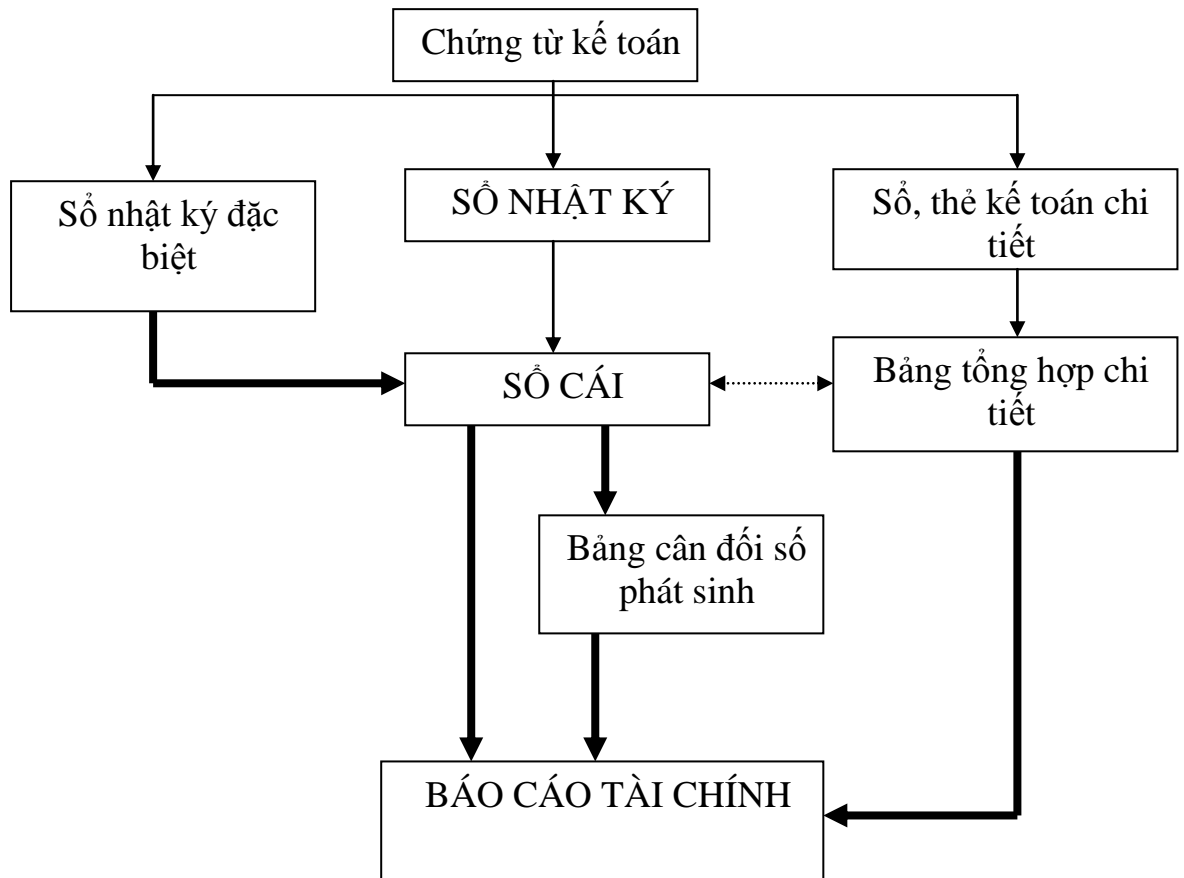 Chứng từ kế toán
Sổ nhật ký đặc
biệt
SỔ NHẬT KÝ
Sổ, thẻ kế toán chi
tiết
SỔ CÁI
Bảng tổng hợp chi
tiết
Bảng cân đối số
phát sinh
BÁO CÁO TÀI CHÍNH